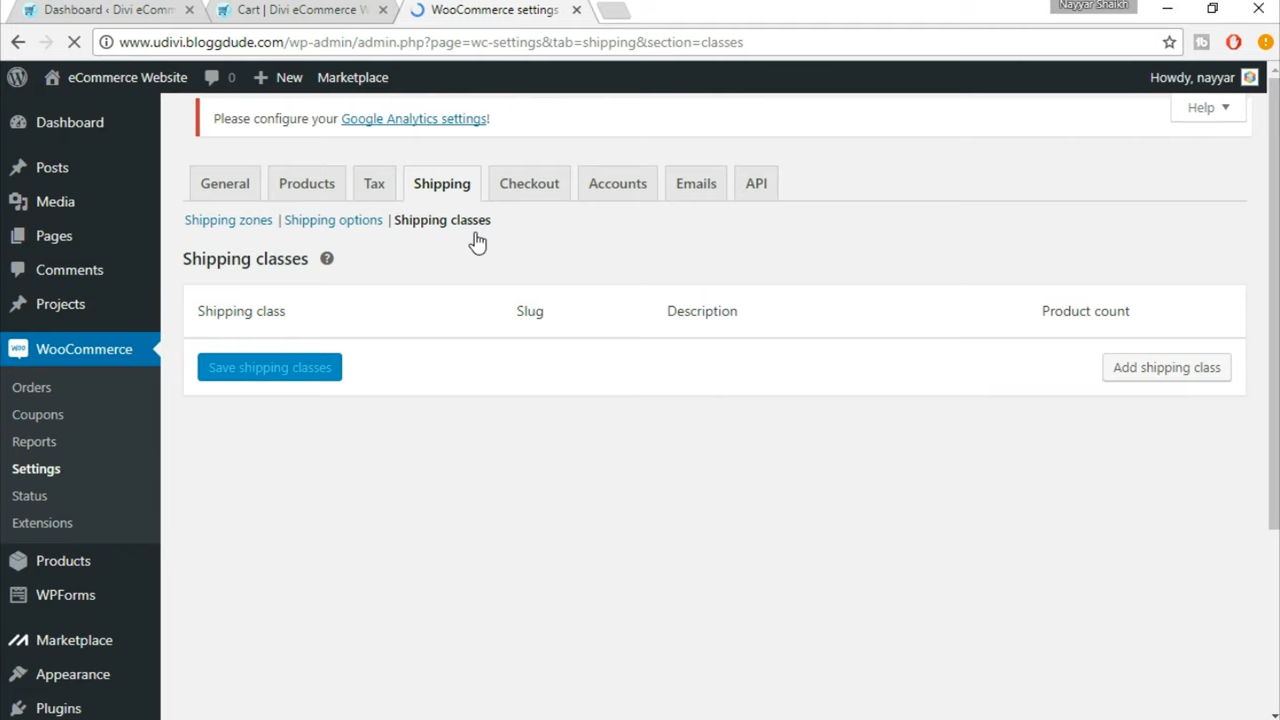 Nayyar Shaikh
Dashboard ‹ Divi eComm
Cart | Divi eCommerce W
WooCommerce settings
www.udivi.bloggdude.com/wp-admin/admin.php?page=wc-settings&tab=shipping&section=classes
eCommerce Website 0 New Marketplace Howdy, nayyar
Please configure your Google Analytics settings!
Help
General Products Tax Shipping Checkout Accounts Emails API
Shipping zones | Shipping options | Shipping classes
Shipping classes ?
Shipping class Slug Description Product count
Save shipping classes Add shipping class
Dashboard
Posts
Media
Pages
Comments
Projects
WooCommerce
Orders
Coupons
Reports
Settings
Status
Extensions
Products
WPForms
Marketplace
Appearance
Plugins